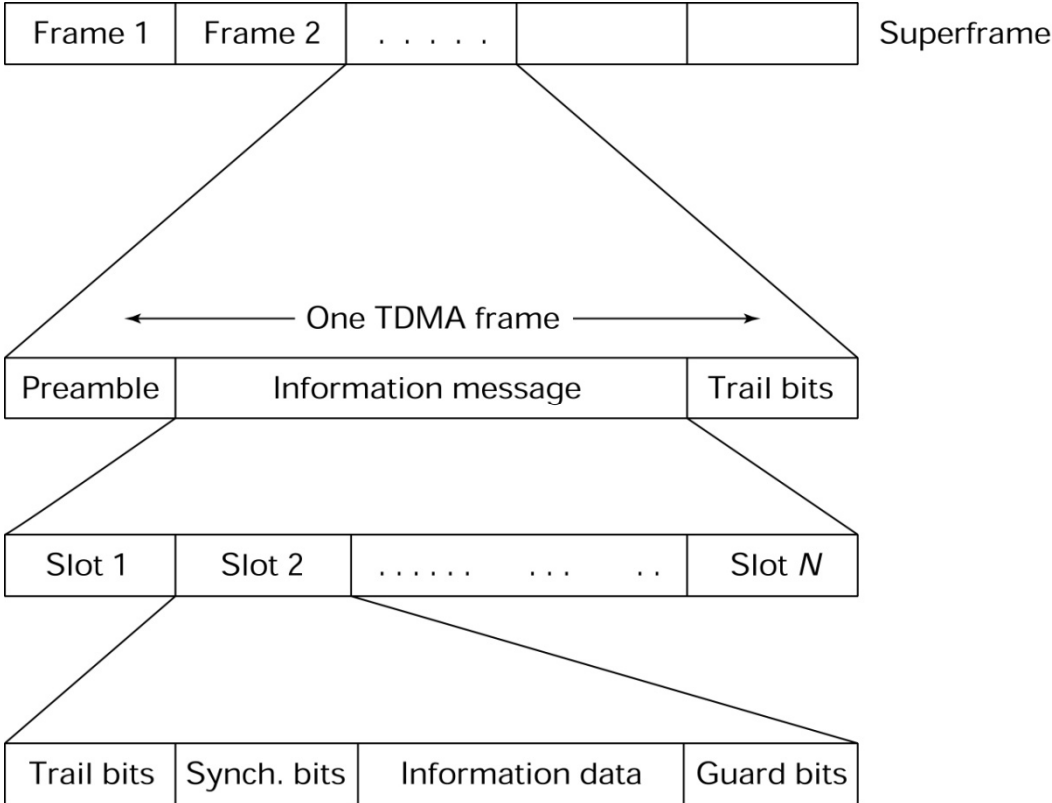 Frame 1 Frame 2 . . . . . Superframe
One TDMA frame
Preamble Information message Trail bits
Slot 1 Slot 2 . . . . . . . . . . . Slot N
Trail bits Synch. bits Information data Guard bits